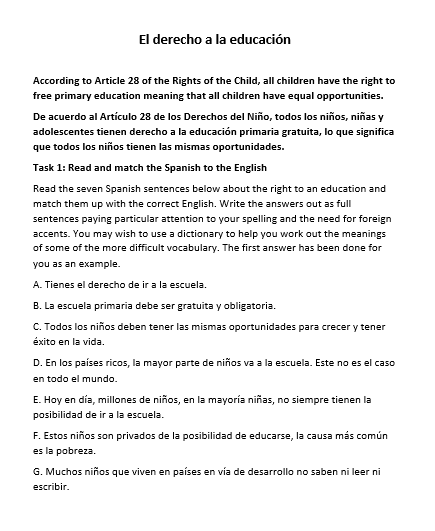 El derecho a la educación
According to Article 28 of the Rights of the Child, all children have the right to
free primary education meaning that all children have equal opportunities.
De acuerdo al Artículo 28 de los Derechos del Niño, todos los niños, niñas y
adolescentes tienen derecho a la educación primaria gratuita, lo que significa
que todos los niños tienen las mismas oportunidades.
Task 1: Read and match the Spanish to the English
Read the seven Spanish sentences below about the right to an education and
match them up with the correct English. Write the answers out as full
sentences paying particular attention to your spelling and the need for foreign
accents. You may wish to use a dictionary to help you work out the meanings
of some of the more difficult vocabulary. The first answer has been done for
you as an example.
A. Tienes el derecho de ir a la escuela.
B. La escuela primaria debe ser gratuita y obligatoria.
C. Todos los niños deben tener las mismas oportunidades para crecer y tener
éxito en la vida.
D. En los países ricos, la mayor parte de niños va a la escuela. Este no es el caso
en todo el mundo.
E. Hoy en día, millones de niños, en la mayoría niñas, no siempre tienen la
posibilidad de ir a la escuela.
F. Estos niños son privados de la posibilidad de educarse, la causa más común
es la pobreza.
G. Muchos niños que viven en países en vía de desarrollo no saben ni leer ni
escribir.